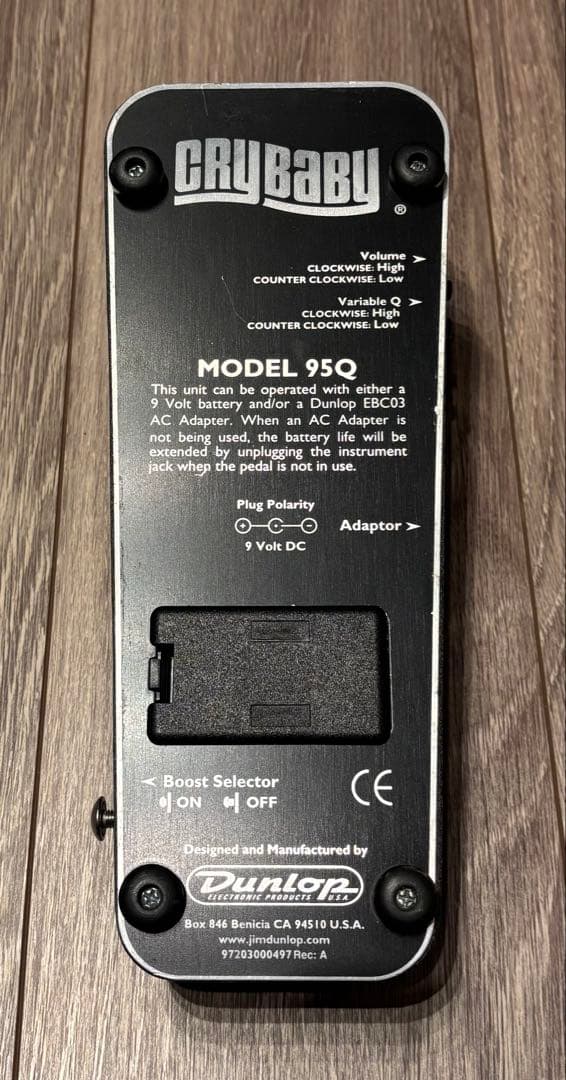 CRYBABY
®
Volume ➤
CLOCKWISE: High
COUNTER CLOCKWISE: Low
Variable Q ➤
CLOCKWISE: High
COUNTER CLOCKWISE: Low
MODEL 95Q
This unit can be operated with either a
9 Volt battery and/or a Dunlop EBC03
AC Adapter. When an AC Adapter is
not being used, the battery life will be
extended by unplugging the instrument
jack when the pedal is not in use.
Plug Polarity
+ C -
Adaptor ➤
9 Volt DC
Boost Selector
ON OFF
CE
Designed and Manufactured by
Dunlop
ELECTRONIC PRODUCTS U.S.A.
Box 846 Benicia CA 94510 U.S.A.
www.jimdunlop.com
97203000497 Rec: A